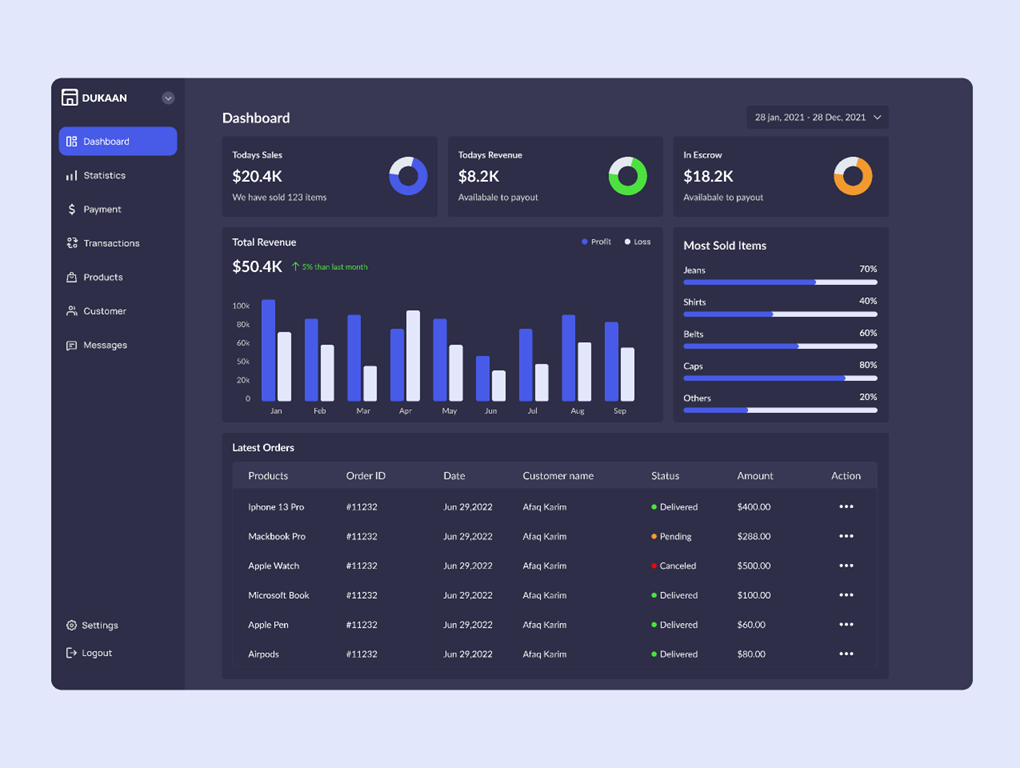 DUKAAN
Dashboard
Statistics
Payment
Transactions
Products
Customer
Messages
Settings
Logout
Dashboard
28 jan, 2021 - 28 Dec, 2021
Todays Sales
$20.4K
We have sold 123 items
Todays Revenue
$8.2K
Availabale to payout
In Escrow
$18.2K
Availabale to payout
Total Revenue
Profit Loss
$50.4K 5% than last month
100k
80k
60k
50k
20k
0
Jan Feb Mar Apr May Jun Jul Aug Sep
Most Sold Items
Jeans 70%
Shirts 40%
Belts 60%
Caps 80%
Others 20%
Latest Orders
Products Order ID Date Customer name Status Amount Action
Iphone 13 Pro #11232 Jun 29,2022 Afaq Karim Delivered $400.00
Mackbook Pro #11232 Jun 29,2022 Afaq Karim Pending $288.00
Apple Watch #11232 Jun 29,2022 Afaq Karim Canceled $500.00
Microsoft Book #11232 Jun 29,2022 Afaq Karim Delivered $100.00
Apple Pen #11232 Jun 29,2022 Afaq Karim Delivered $60.00
Airpods #11232 Jun 29,2022 Afaq Karim Delivered $80.00